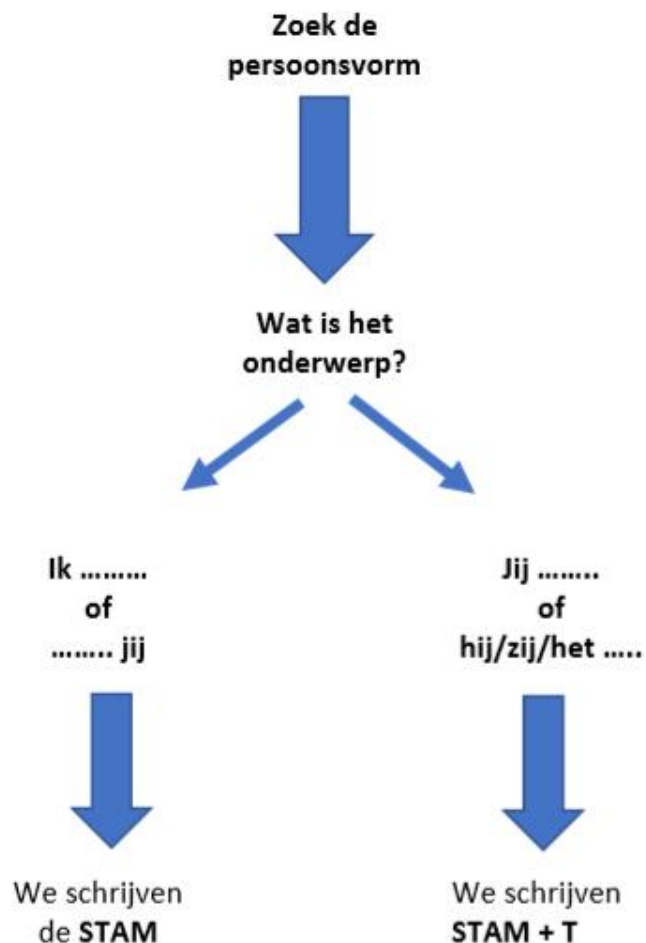 Zoek de
persoonsvorm
Wat is het
onderwerp?
Ik ………
of
…….. jij
Jij ……..
of
hij/zij/het …..
We schrijven
de STAM
We schrijven
STAM + T